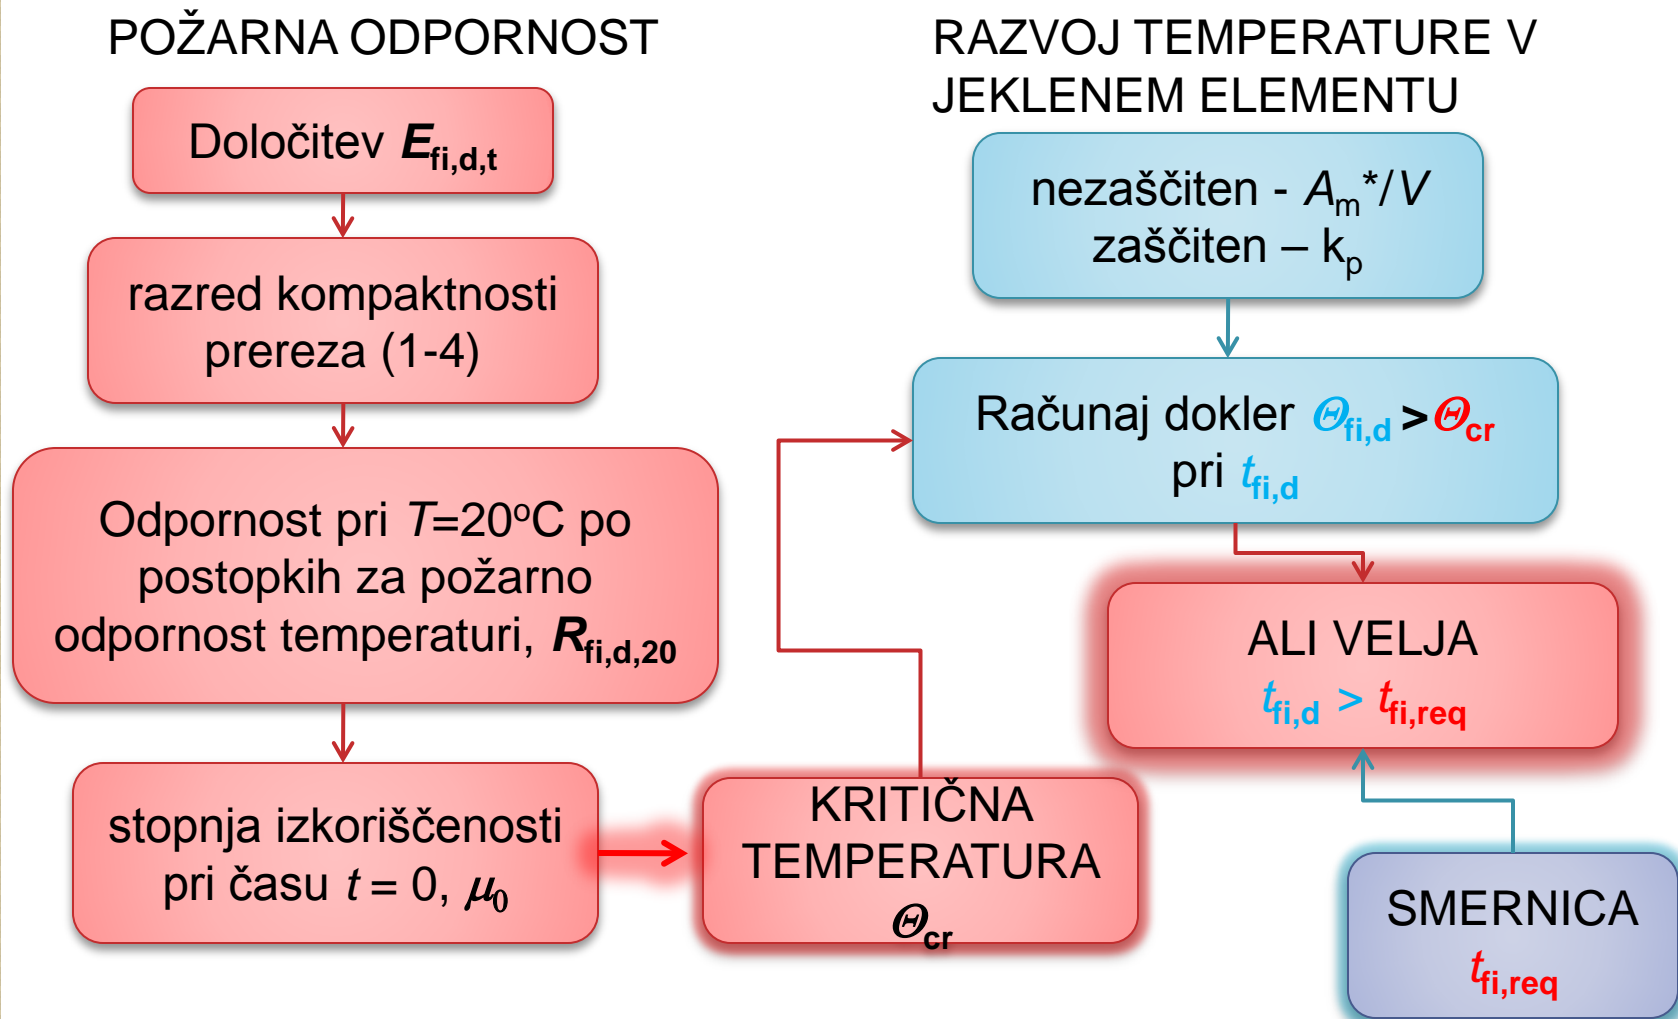 POŽARNA ODPORNOST
Določitev E fi,d,t
razred kompaktnosti
prereza (1-4)
Odpornost pri T=20°C po
postopkih za požarno
odpornost temperaturi, R fi,d,20
stopnja izkoriščenosti
pri času t = 0, μ0
KRITIČNA
TEMPERATURA
Θcr
RAZVOJ TEMPERATURE V
JEKLENEM ELEMENTU
nezaščiten - Am*/V
zaščiten – kp
Računaj dokler Θfi,d >Θcr
pri tfi,d
ALI VELJA
tfi,d > tfi,req
SMERNICA
tfi,req